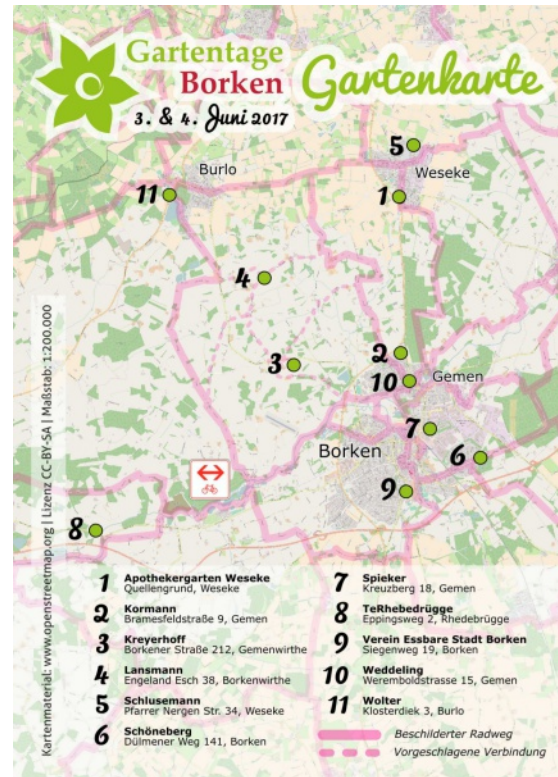 Gartentage
Borken
3. & 4. Juni 2017
Gartenkarte
5
Weseke
Burlo
11
1
4
2
3
10
Gemen
7
Borken
6
9
8
Kartenmaterial: www.openstreetmap.org | Lizenz CC-BY-SA | Maßstab: 1:200.000
1 Apothekergarten Weseke
Quellengrund, Weseke
2 Kormann
Bramesfeldstraße 9, Gemen
3 Kreyerhoff
Borkener Straße 212, Gemenwirthe
4 Lansmann
Engeland Esch 38, Borkenwirthe
5 Schlusemann
Pfarrer Nergen Str. 34, Weseke
6 Schöneberg
Dülmener Weg 141, Borken
7 Spieker
Kreuzberg 18, Gemen
8 TeRhebedrügge
Eppingsweg 2, Rhedebrügge
9 Verein Essbare Stadt Borken
Siegenweg 19, Borken
10 Weddeling
Weremboldstrasse 15, Gemen
11 Wolter
Klosterdiek 3, Burlo
Beschilderter Radweg
Vorgeschlagene Verbindung